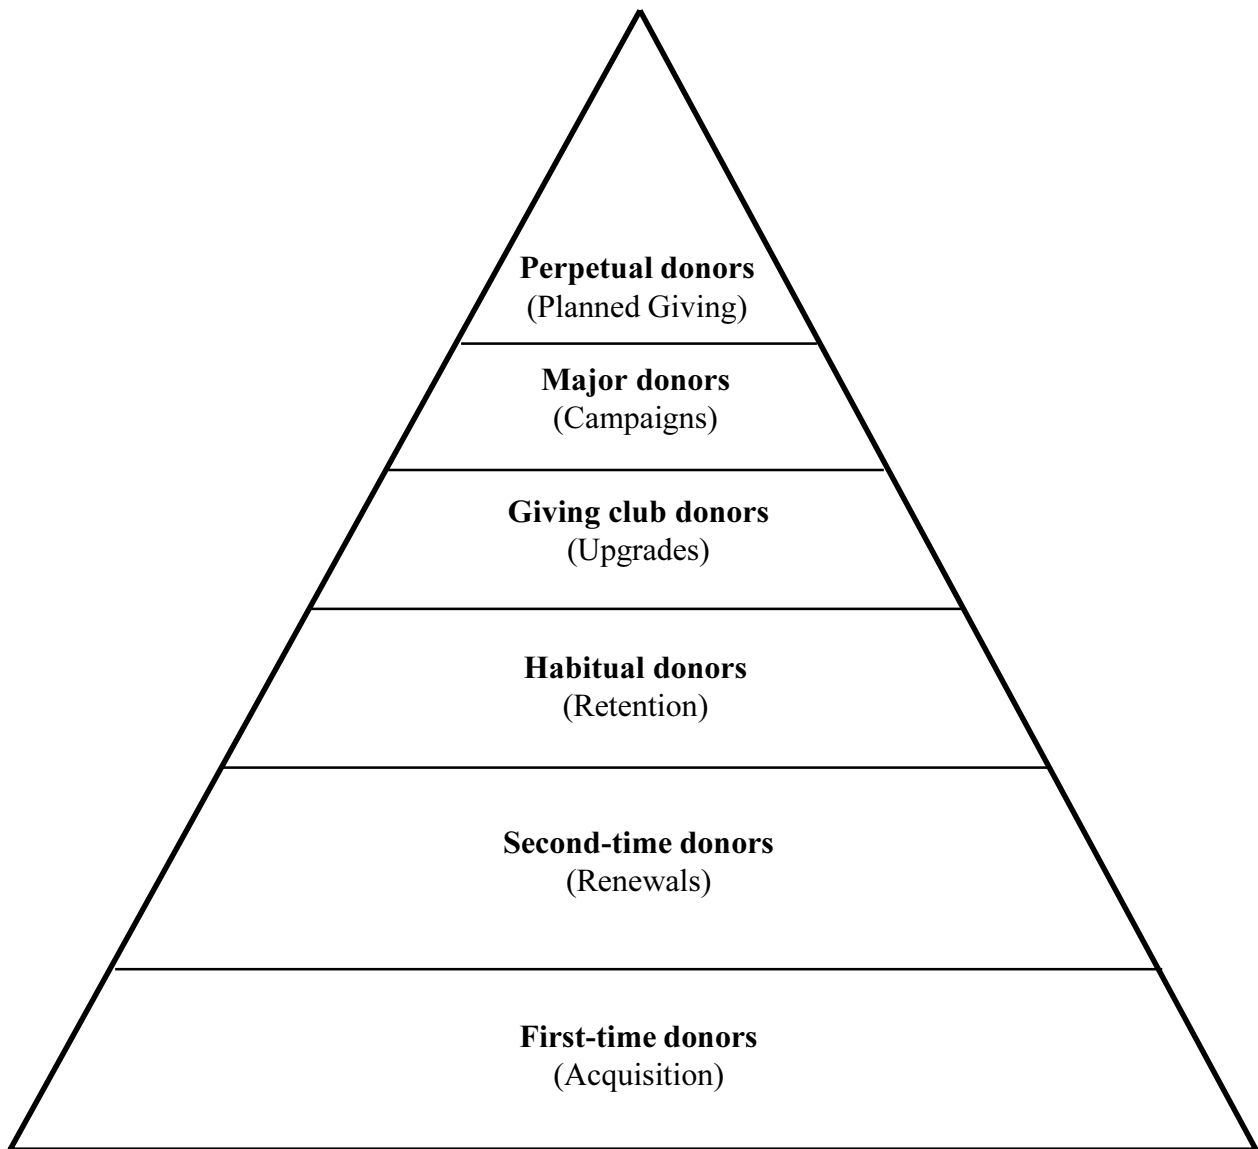 Perpetual donors
(Planned Giving)
Major donors
(Campaigns)
Giving club donors
(Upgrades)
Habitual donors
(Retention)
Second-time donors
(Renewals)
First-time donors
(Acquisition)